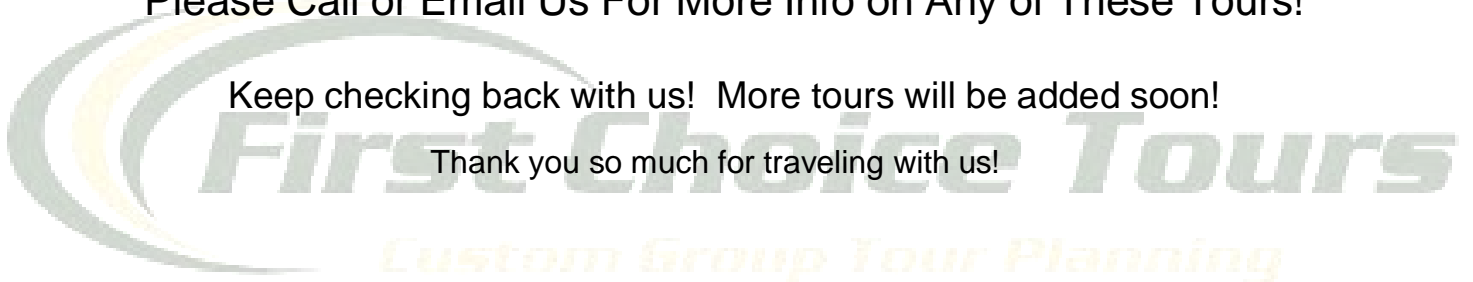 Please Call or Email Us For More Info on Any of These Tours!
Keep checking back with us!  More tours will be added soon!
First Choice Tours
Thank you so much for traveling with us!
Custom Group Tour Planning